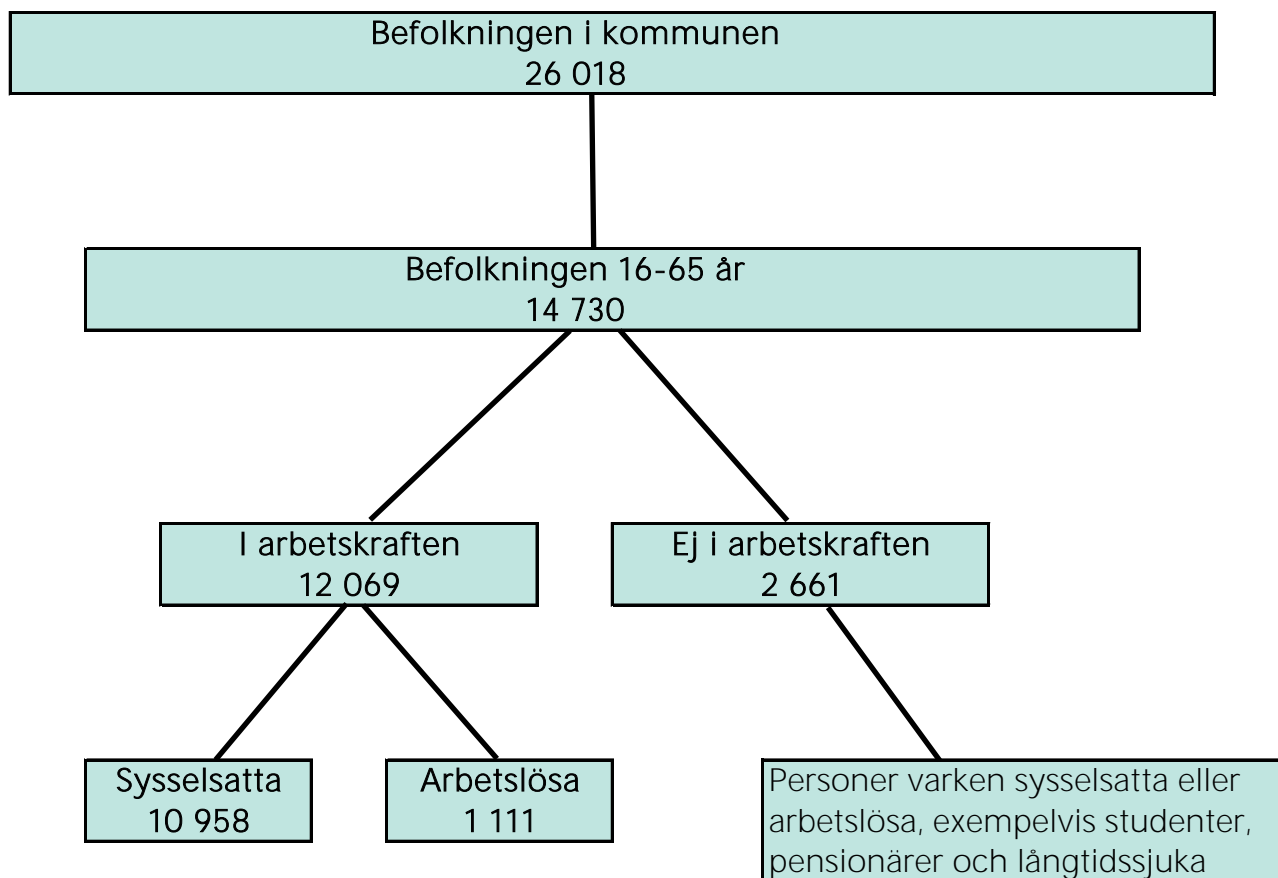 Befolkningen i kommunen
26 018
Befolkningen 16-65 år
14 730
I arbetskraften
12 069
Ej i arbetskraften
2 661
Sysselsatta
10 958
Arbetslösa
1 111
Personer varken sysselsatta eller
arbetslösa, exempelvis studenter,
pensionärer och långtidssjuka